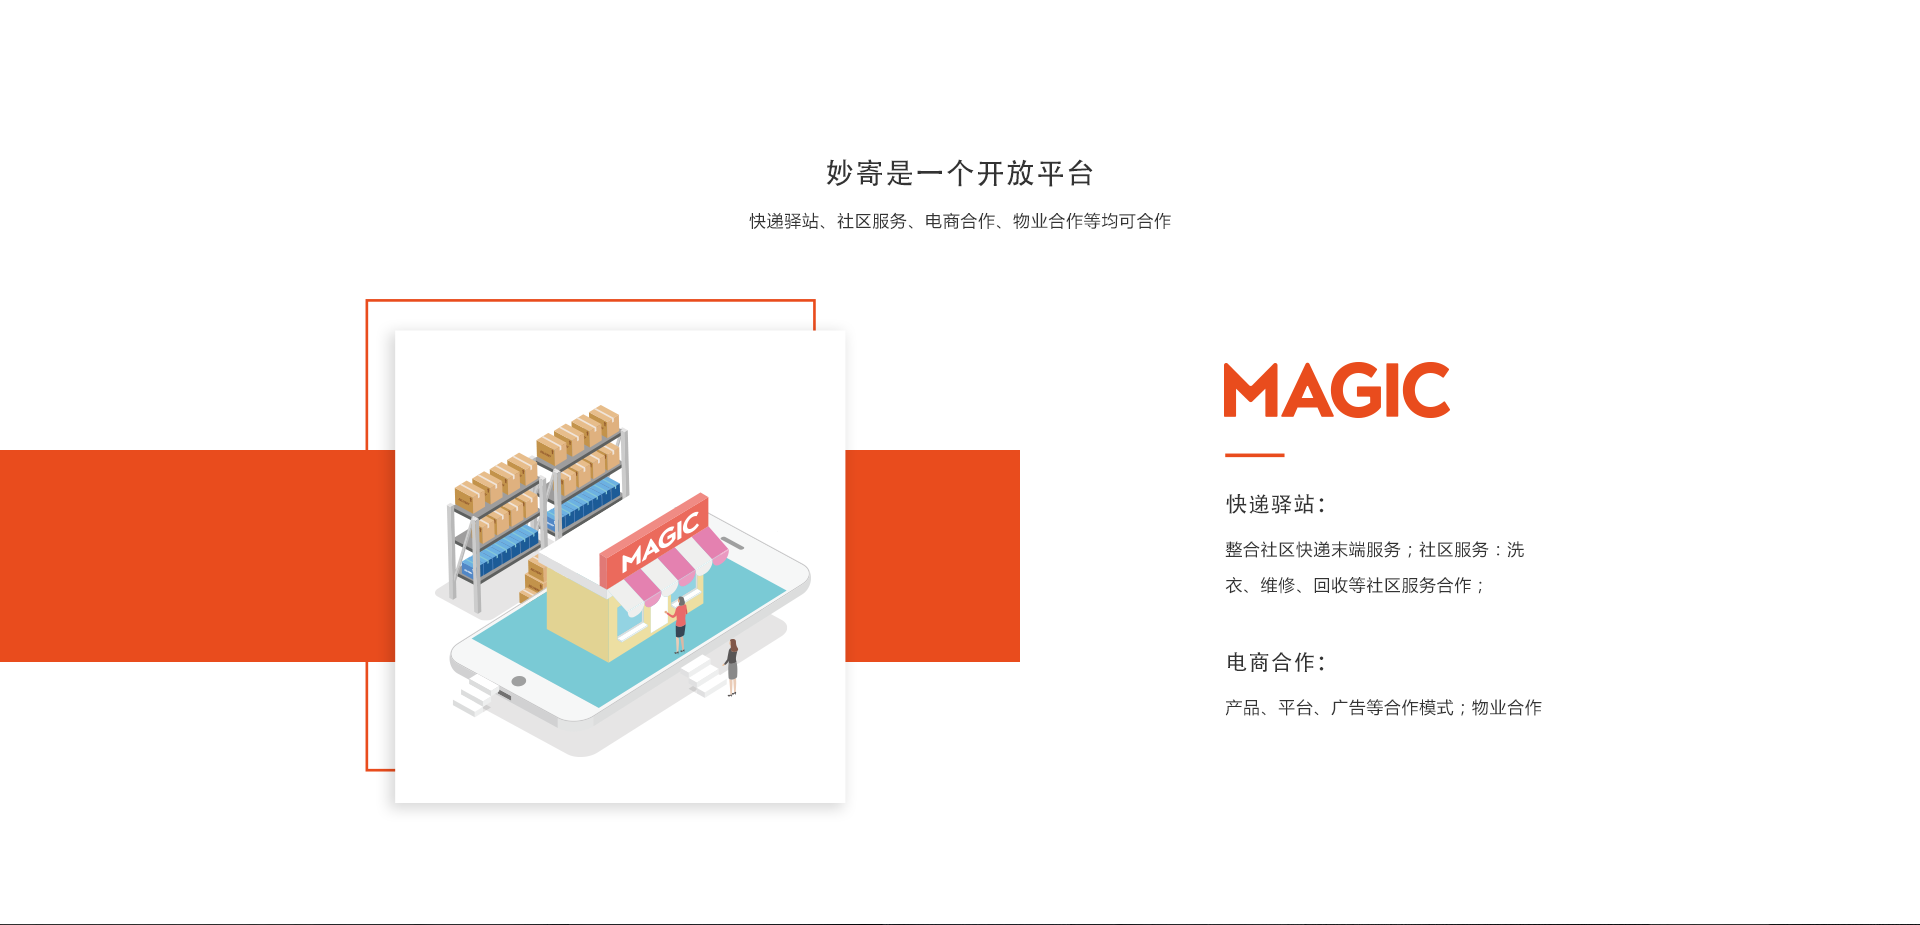 妙寄是一个开放平台
快递驿站、社区服务、电商合作、物业合作等均可合作
MAGIC
MAGIC
快递驿站：
整合社区快递末端服务；社区服务：洗
衣、维修、回收等社区服务合作；
电商合作：
产品、平台、广告等合作模式；物业合作